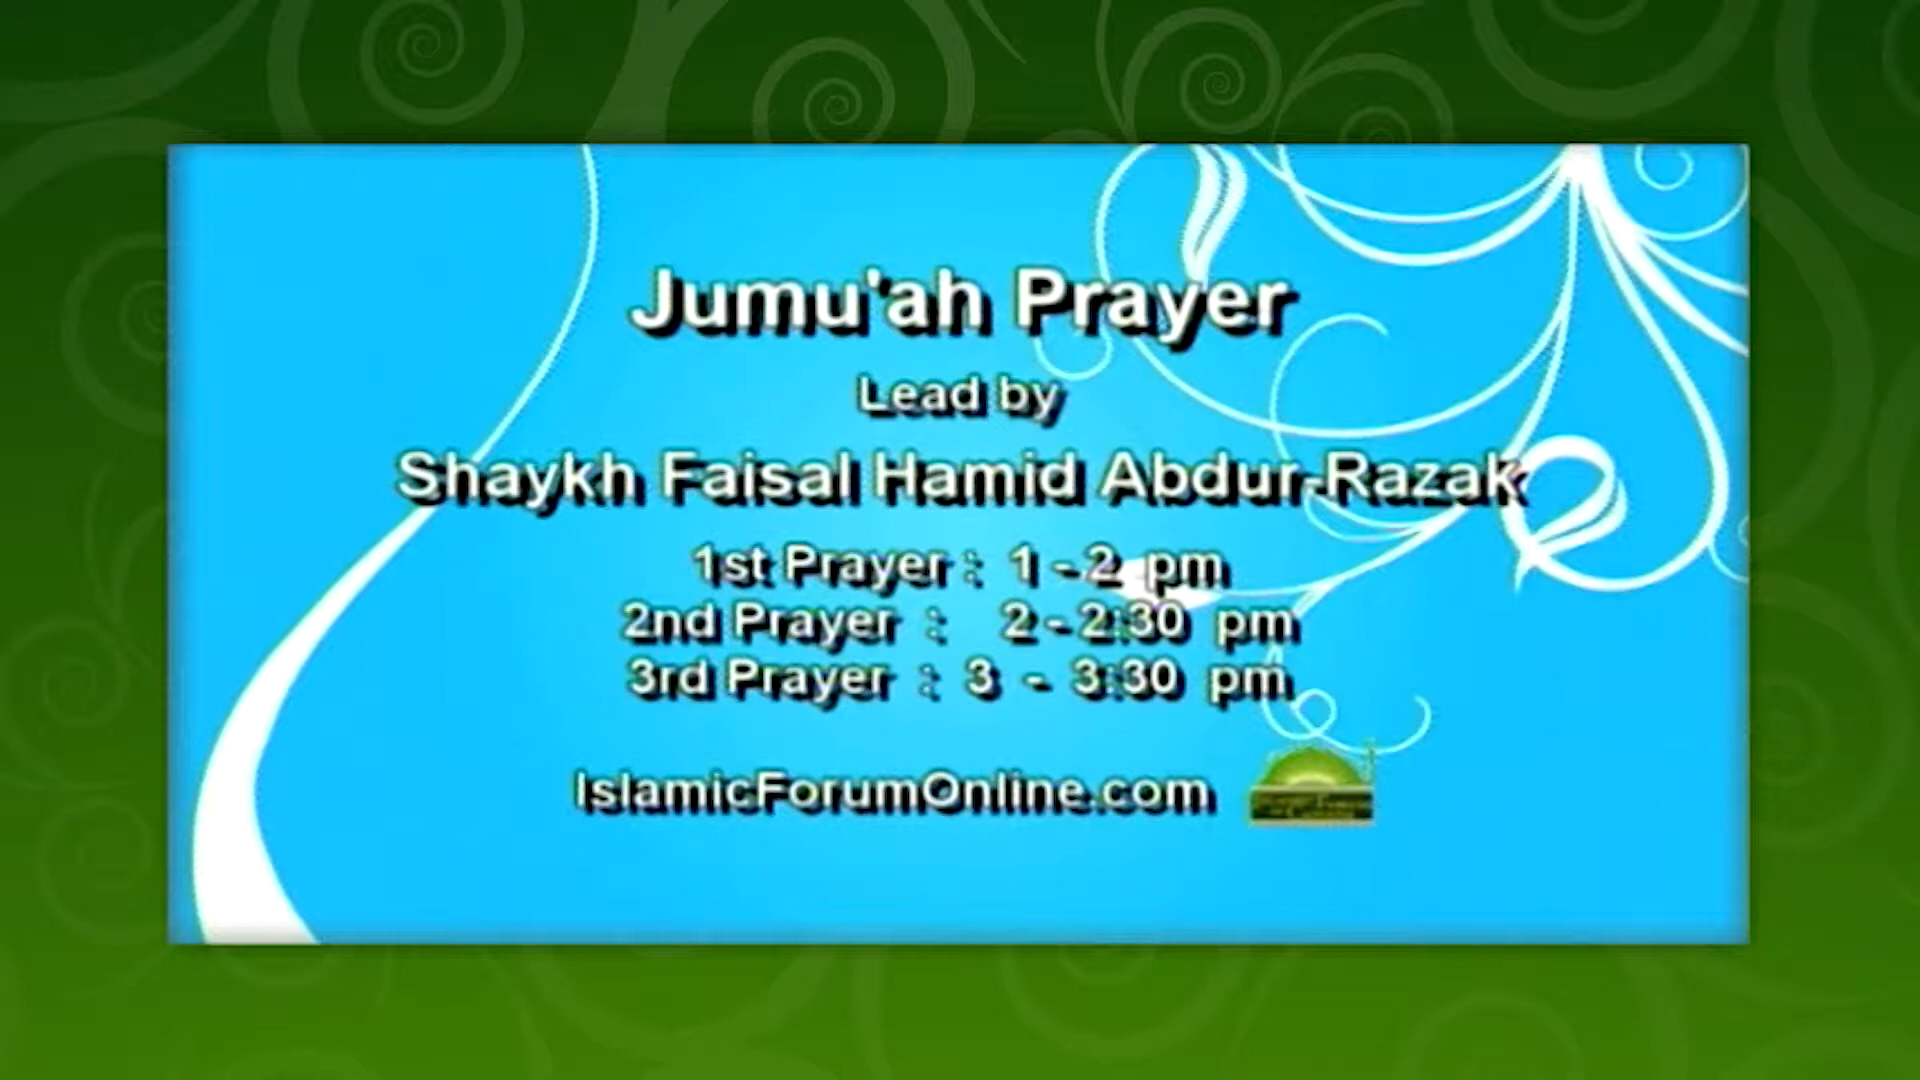 Jumu'ah Prayer
Lead by
Shaykh Faisal Hamid Abdur-Razak
1st Prayer : 1 - 2 pm
2nd Prayer : 2 - 2:30 pm
3rd Prayer : 3 - 3:30 pm
IslamicForumOnline.com